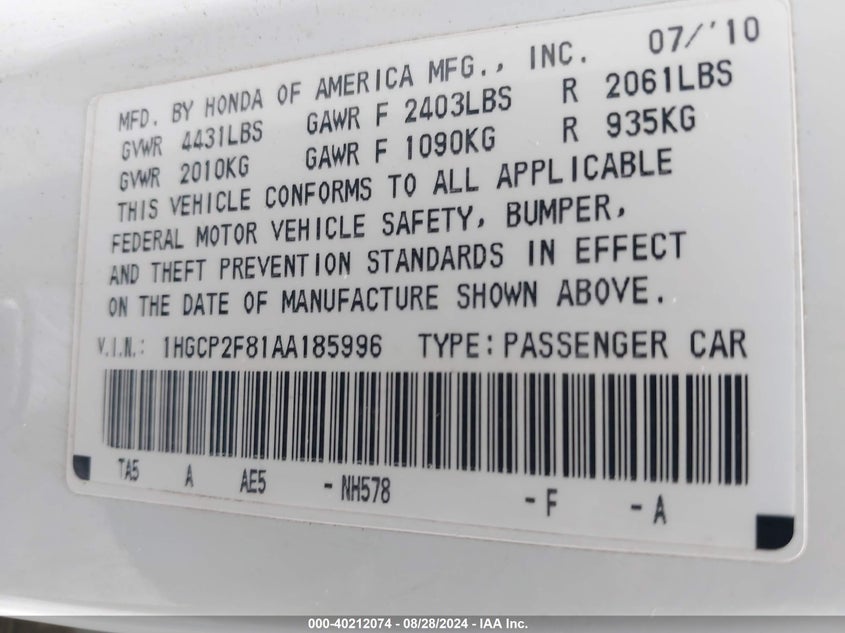 MFD. BY HONDA OF AMERICA MFG., INC. 07/'10
GVWR 4431LBS GAWR F 2403LBS R 2061LBS
GVWR 2010KG GAWR F 1090KG R 935KG
THIS VEHICLE CONFORMS TO ALL APPLICABLE
FEDERAL MOTOR VEHICLE SAFETY, BUMPER,
AND THEFT PREVENTION STANDARDS IN EFFECT
ON THE DATE OF MANUFACTURE SHOWN ABOVE.
V.I.N.: 1HGCP2F81AA185996 TYPE: PASSENGER CAR
TA5 A AE5 - NH578 - F - A
000-40212074 - 08/28/2024 - IAA Inc.